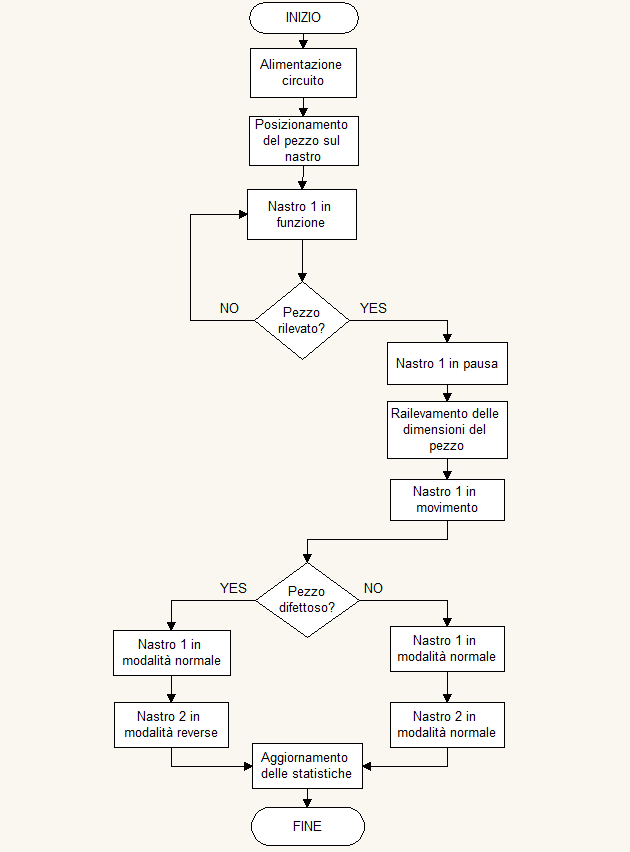 INIZIO
Alimentazione
circuito
Posizionamento
del pezzo sul
nastro
Nastro 1 in
funzione
Pezzo
rilevato?
NO
YES
Nastro 1 in pausa
Railevamento delle
dimensioni del
pezzo
Nastro 1 in
movimento
Pezzo
difettoso?
YES
NO
Nastro 1 in
modalità normale
Nastro 1 in
modalità normale
Nastro 2 in
modalità reverse
Nastro 2 in
modalità normale
Aggiornamento
delle statistiche
FINE